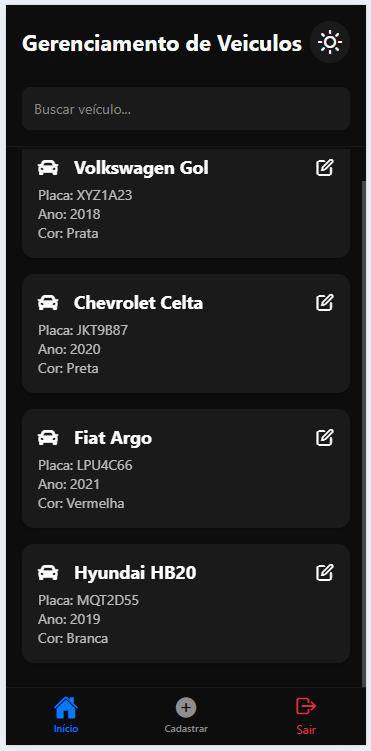 Gerenciamento de Veiculos
Buscar veículo...
Volkswagen Gol
Placa: XYZ1A23
Ano: 2018
Cor: Prata
Chevrolet Celta
Placa: JKT9B87
Ano: 2020
Cor: Preta
Fiat Argo
Placa: LPU4C66
Ano: 2021
Cor: Vermelha
Hyundai HB20
Placa: MQT2D55
Ano: 2019
Cor: Branca
Início
Cadastrar
Sair